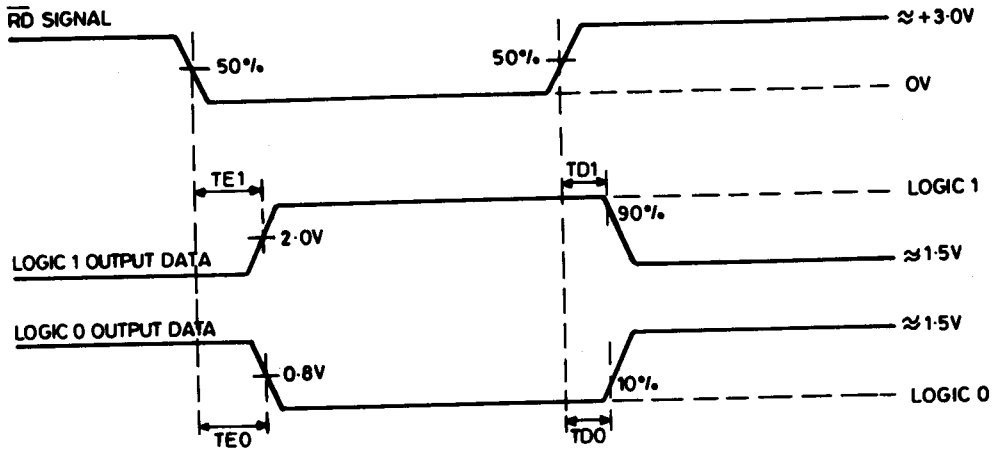 R̅D̅ SIGNAL
≈+3·0V
50%
50%
0V
TE1
TD1
LOGIC 1
90%
2·0V
LOGIC 1 OUTPUT DATA
≈1·5V
LOGIC 0 OUTPUT DATA
≈1·5V
0·8V
10%
LOGIC 0
TE0
TD0